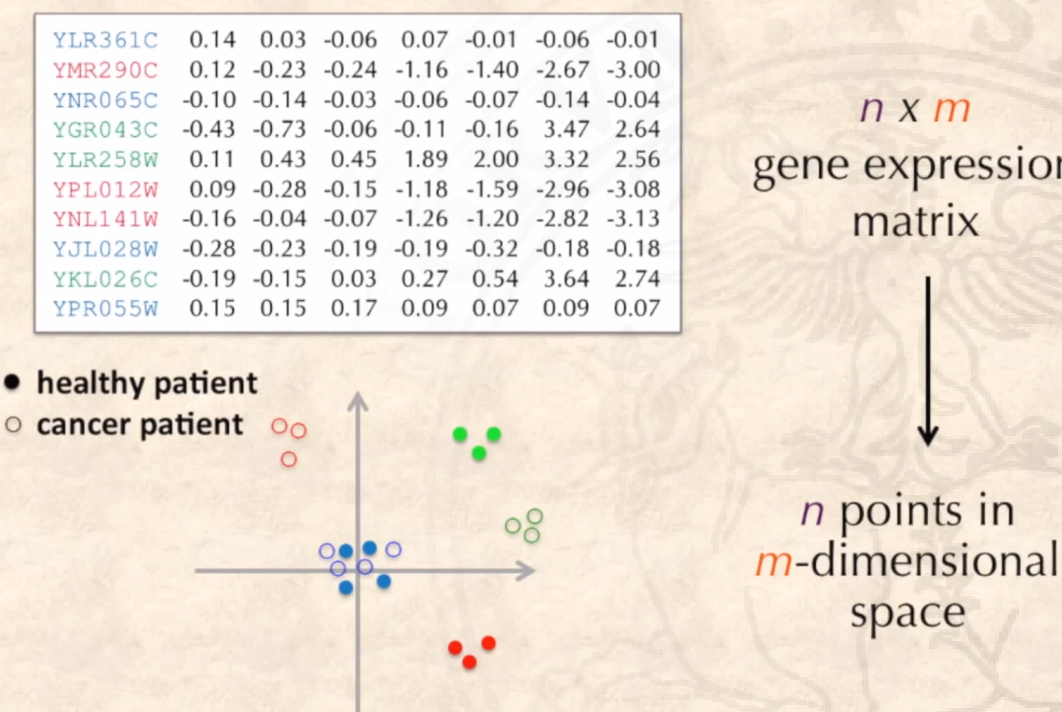 YLR361C 0.14 0.03 -0.06 0.07 -0.01 -0.06 -0.01
YMR290C 0.12 -0.23 -0.24 -1.16 -1.40 -2.67 -3.00
YNR065C -0.10 -0.14 -0.03 -0.06 -0.07 -0.14 -0.04
YGR043C -0.43 -0.73 -0.06 -0.11 -0.16 3.47 2.64
YLR258W 0.11 0.43 0.45 1.89 2.00 3.32 2.56
YPL012W 0.09 -0.28 -0.15 -1.18 -1.59 -2.96 -3.08
YNL141W -0.16 -0.04 -0.07 -1.26 -1.20 -2.82 -3.13
YJL028W -0.28 -0.23 -0.19 -0.19 -0.32 -0.18 -0.18
YKL026C -0.19 -0.15 0.03 0.27 0.54 3.64 2.74
YPR055W 0.15 0.15 0.17 0.09 0.07 0.09 0.07
n x m
gene expression
matrix
healthy patient
cancer patient
n points in
m-dimensional
space